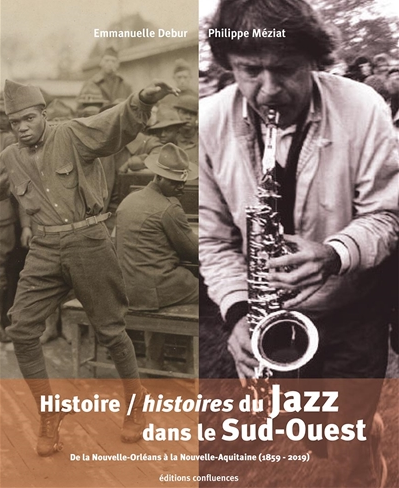 Emmanuelle Debur Philippe Méziat
Histoire / histoires du Jazz
dans le Sud-Ouest
De la Nouvelle-Orléans à la Nouvelle-Aquitaine (1859 - 2019)
éditions confluences